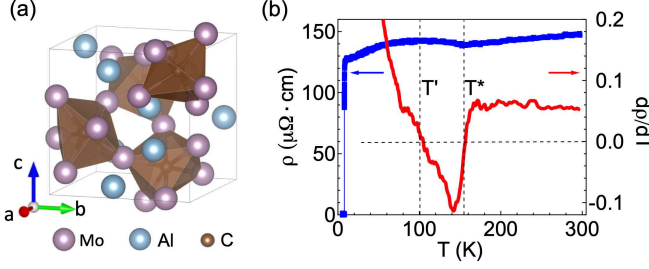 (a)
c
a
b
Mo
Al
C
(b)
150
100
50
0
ρ (μΩ · cm)
T'
T*
0.2
0.1
0.0
−0.1
dρ/dT
0
100
200
300
T (K)